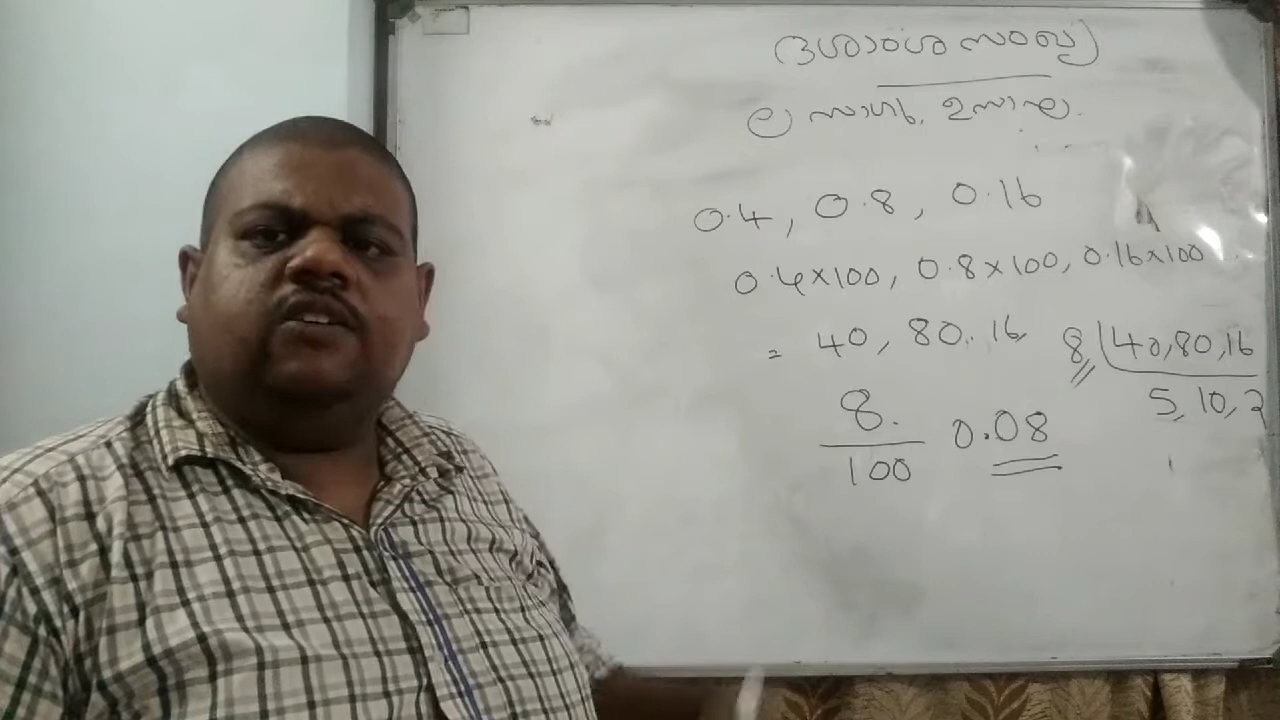 ദശാംശ സംഖ്യ
ല സാഗു, ഉസാഘ.
0.4, 0.8, 0.16
0.4×100, 0.8×100, 0.16×100
= 40, 80, 16
8 40, 80, 16
5, 10, 2
8
100
0.08